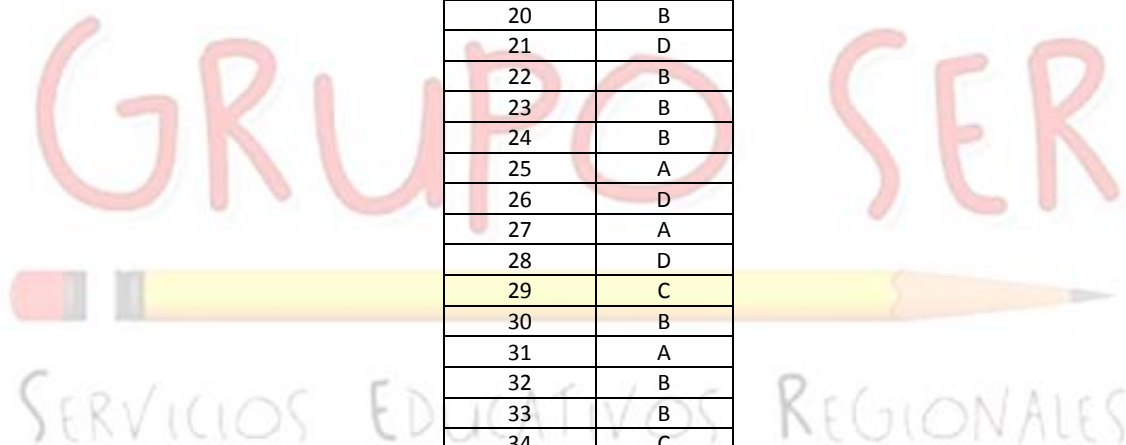 GRUPO SER
20 B
21 D
22 B
23 B
24 B
25 A
26 D
27 A
28 D
29 C
30 B
31 A
32 B
33 B
34 C
SERVICIOS EDUCATIVOS REGIONALES